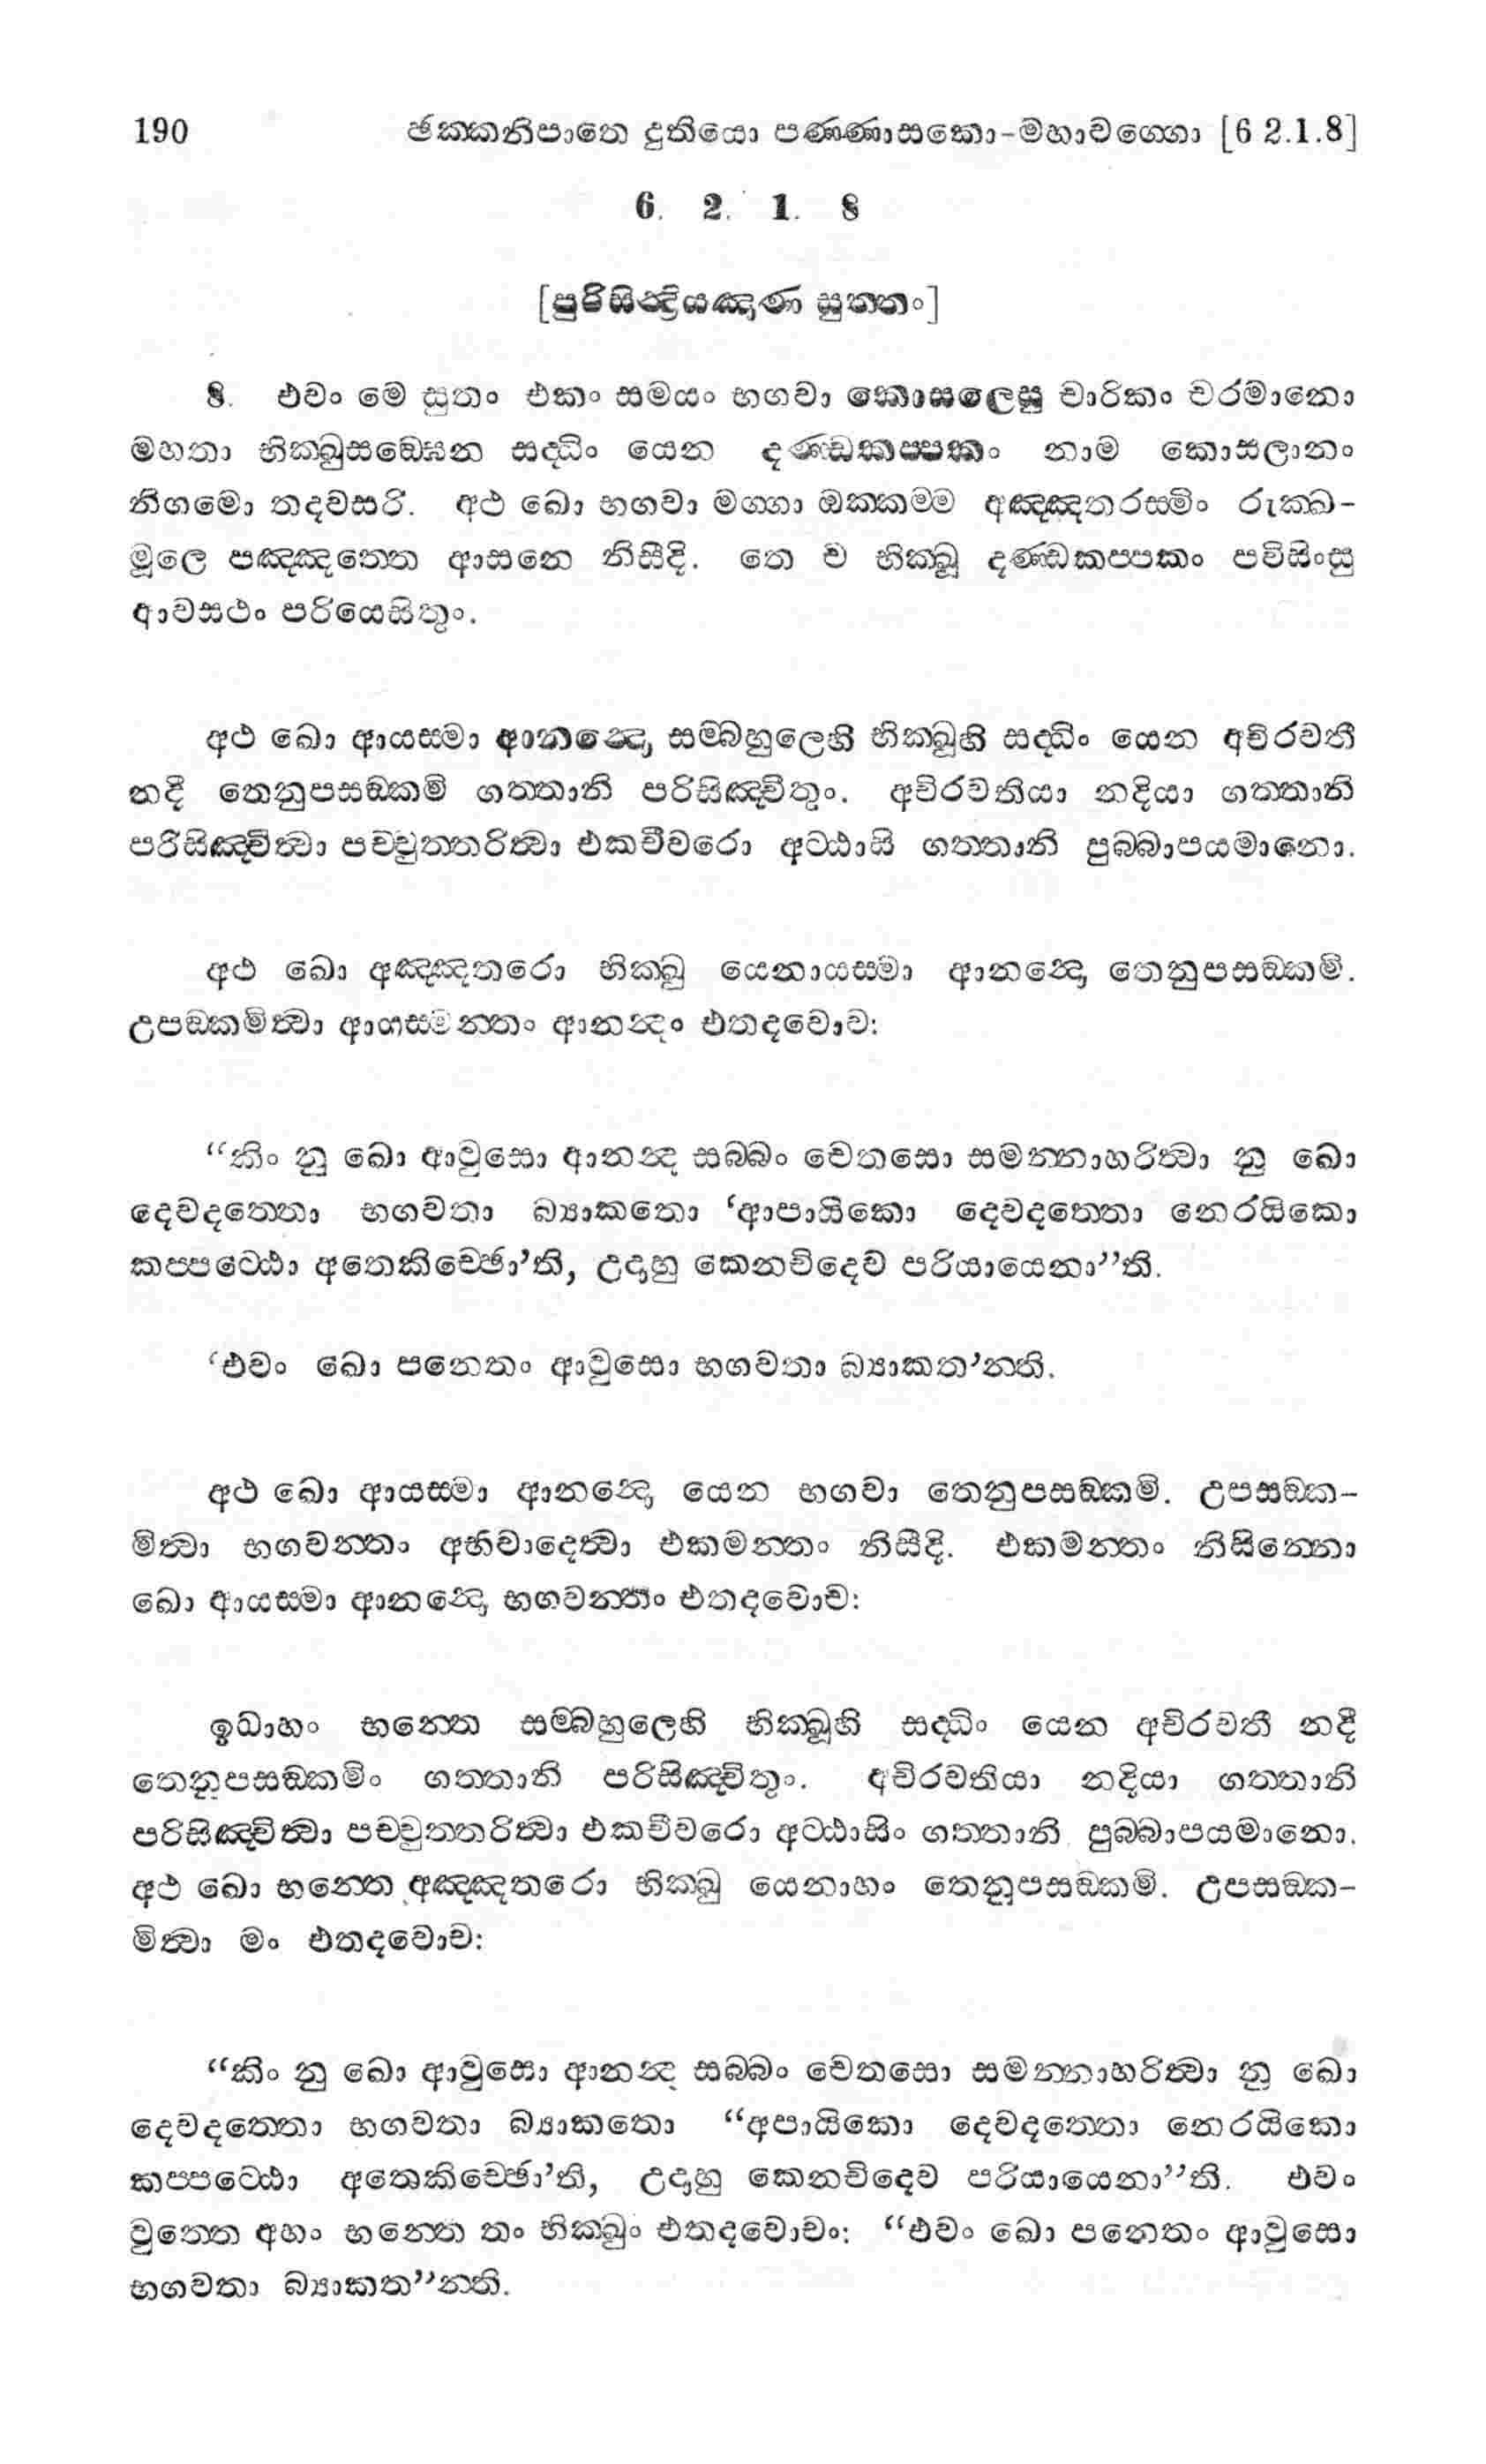 190 ඡක‍්කනිපාතෙ දුතියො පණ‍්ණාසකො-මහාවග‍්ගො [6 2.1.8]
6. 2. 1. 8
[පුරිසින්‍ද්‍රියඤාණ සුත‍්තං]
8. එවං මෙ සුතං එකං සමයං භගවා කොසලෙසු චාරිකං චරමානො
මහතා භික‍්ඛුසඞ‍්ඝෙන සද‍්ධිං යෙන දණ‍්ඩකප‍්පකං නාම කොසලානං
නිගමො තදවසරි. අථ ඛො භගවා මග‍්ගා ඔක‍්කම‍්ම අඤ‍්ඤතරස‍්මිං රුක‍්ඛ-
මූලෙ පඤ‍්ඤත‍්තෙ ආසනෙ නිසීදි. තෙ ච භික‍්ඛූ දණ‍්ඩකප‍්පකං පවිසිංසු
ආවසථං පරියෙසිතුං.
අථ ඛො ආයස‍්මා ආනන්‍දො සම‍්බහුලෙහි භික‍්ඛූහි සද‍්ධිං යෙන අචිරවතී
නදී තෙනුපසඞ‍්කමි ගත‍්තානි පරිසිඤ‍්චිතුං. අචිරවතියා නදියා ගත‍්තානි
පරිසිඤ‍්චිත්‍වා පච‍්චුත‍්තරිත්‍වා එකචීවරො අට‍්ඨාසි ගත‍්තානි පුබ‍්බාපයමානො.
අථ ඛො අඤ‍්ඤතරො භික‍්ඛු යෙනායස‍්මා ආනන්‍දො තෙනුපසඞ‍්කමි.
උපඞ‍්කමිත්‍වා ආයස‍්මන‍්තං ආනන්‍දං එතදවොච:
“කිං නු ඛො ආවුසො ආනන්‍ද සබ‍්බං චෙතසො සමන‍්නාහරිත්‍වා නු ඛො
දෙවදත‍්තො භගවතා බ්‍යාකතො ‘ආපායිකො දෙවදත‍්තො නෙරයිකො
කප‍්පට‍්ඨො අතෙකිච‍්ඡො’ති, උදාහු කෙනචිදෙව පරියායෙනා”ති.
‘එවං ඛො පනෙතං ආවුසො භගවතා බ්‍යාකත’න‍්ති.
අථ ඛො ආයස‍්මා ආනන්‍දො යෙන භගවා තෙනුපසඞ‍්කමි. උපසඞ‍්ක-
මිත්‍වා භගවන‍්තං අභිවාදෙත්‍වා එකමන‍්තං නිසීදි. එකමන‍්තං නිසින‍්නො
ඛො ආයස‍්මා ආනන්‍දො භගවන‍්තං එතදවොච:
ඉධාහං භන‍්තෙ සම‍්බහුලෙහි භික‍්ඛූහි සද‍්ධිං යෙන අචිරවතී නදී
තෙනුපසඞ‍්කමිං ගත‍්තානි පරිසිඤ‍්චිතුං. අචිරවතියා නදියා ගත‍්තානි
පරිසිඤ‍්චිත්‍වා පච‍්චුත‍්තරිත්‍වා එකචීවරො අට‍්ඨාසිං ගත‍්තානි පුබ‍්බාපයමානො.
අථ ඛො භන‍්තෙ අඤ‍්ඤතරො භික‍්ඛු යෙනාහං තෙනුපසඞ‍්කමි. උපසඞ‍්ක-
මිත්‍වා මං එතදවොච:
“කිං නු ඛො ආවුසො ආනන්‍ද සබ‍්බං චෙතසො සමන‍්නාහරිත්‍වා නු ඛො
දෙවදත‍්තො භගවතා බ්‍යාකතො “අපායිකො දෙවදත‍්තො නෙරයිකො
කප‍්පට‍්ඨො අතෙකිච‍්ඡො’ති, උදාහු කෙනචිදෙව පරියායෙනා”ති. එවං
වුත‍්තෙ අහං භන‍්තෙ තං භික‍්ඛුං එතදවොචං: “එවං ඛො පනෙතං ආවුසො
භගවතා බ්‍යාකත”න‍්ති.